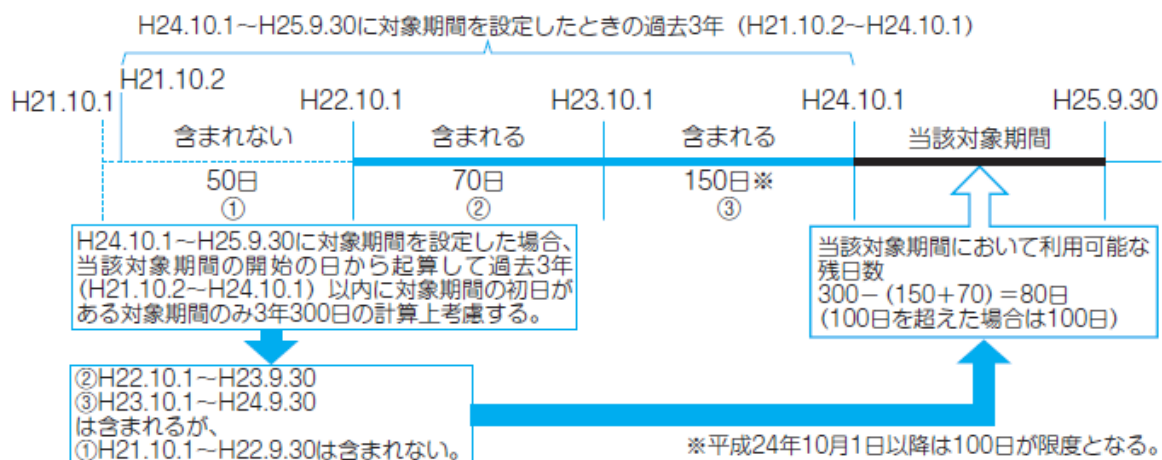 H24.10.1～H25.9.30に対象期間を設定したときの過去3年（H21.10.2～H24.10.1）
H21.10.2
H21.10.1
H22.10.1
H23.10.1
H24.10.1
H25.9.30
含まれない
含まれる
含まれる
当該対象期間
50日
70日
150日※
①
②
③
H24.10.1～H25.9.30に対象期間を設定した場合、
当該対象期間の開始の日から起算して過去3年
（H21.10.2～H24.10.1）以内に対象期間の初日が
ある対象期間のみ3年300日の計算上考慮する。
当該対象期間において利用可能な
残日数
300－（150＋70）＝80日
（100日を超えた場合は100日）
②H22.10.1～H23.9.30
③H23.10.1～H24.9.30
は含まれるが、
①H21.10.1～H22.9.30は含まれない。
※平成24年10月1日以降は100日が限度となる。